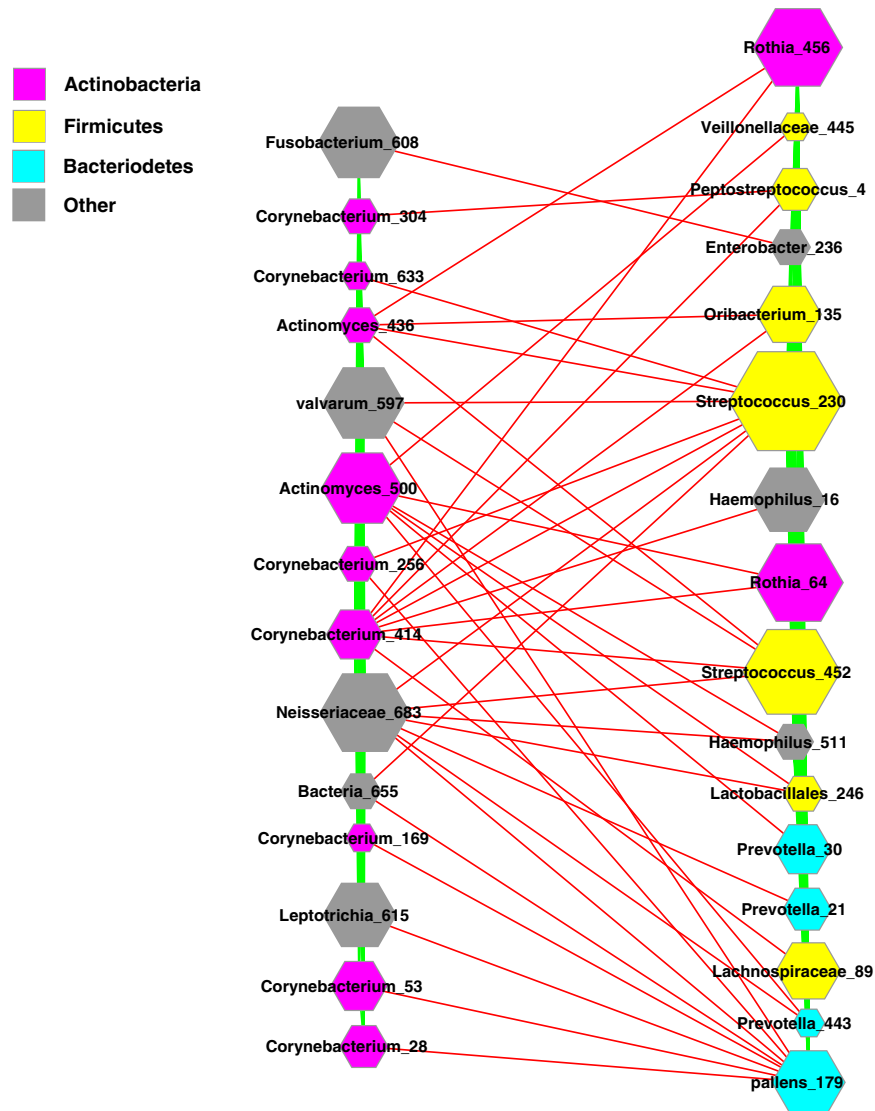 Actinobacteria
Firmicutes
Bacteriodetes
Other
Fusobacterium_608
Corynebacterium_304
Corynebacterium_633
Actinomyces_436
valvarum_597
Actinomyces_500
Corynebacterium_256
Corynebacterium_414
Neisseriaceae_683
Bacteria_655
Corynebacterium_169
Leptotrichia_615
Corynebacterium_53
Corynebacterium_28
Rothia_456
Veillonellaceae_445
Peptostreptococcus_4
Enterobacter_236
Oribacterium_135
Streptococcus_230
Haemophilus_16
Rothia_64
Streptococcus_452
Haemophilus_511
Lactobacillales_246
Prevotella_30
Prevotella_21
Lachnospiraceae_89
Prevotella_443
pallens_179